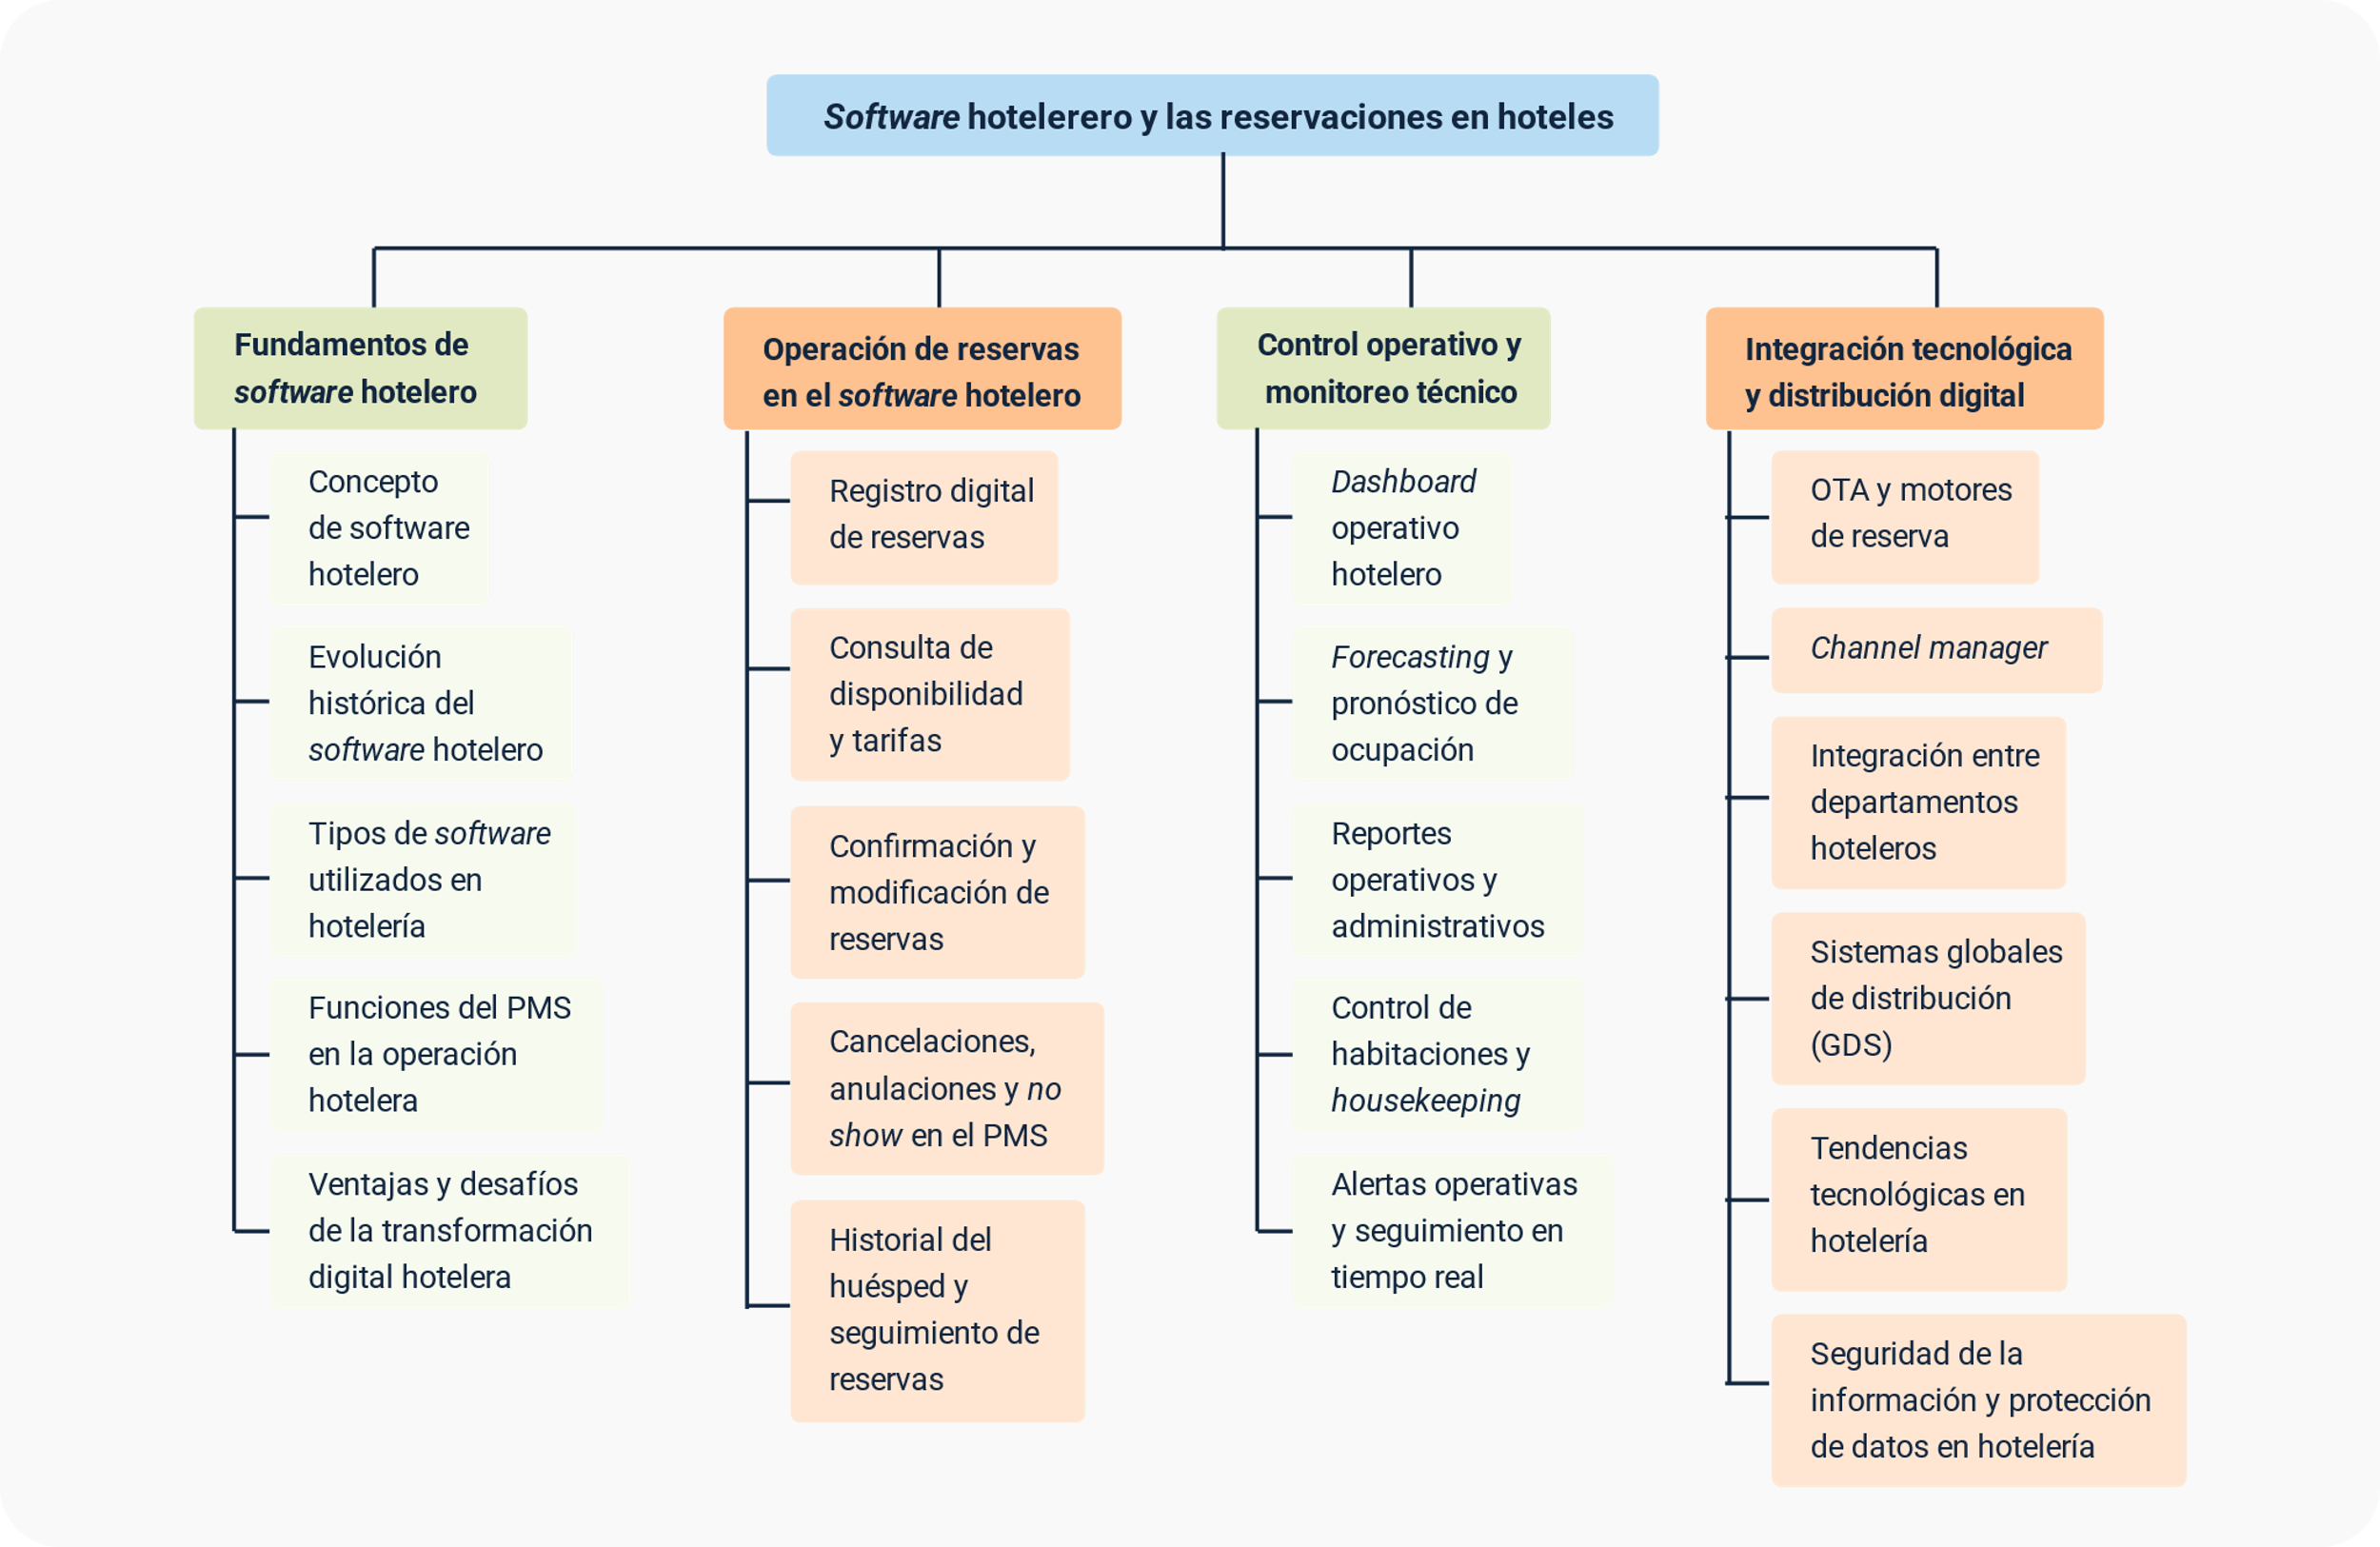 Software hotelerero y las reservaciones en hoteles
Fundamentos de
software hotelero
Concepto
de software
hotelero
Evolución
histórica del
software hotelero
Tipos de software
utilizados en
hotelería
Funciones del PMS
en la operación
hotelera
Ventajas y desafíos
de la transformación
digital hotelera
Operación de reservas
en el software hotelero
Registro digital
de reservas
Consulta de
disponibilidad
y tarifas
Confirmación y
modificación de
reservas
Cancelaciones,
anulaciones y no
show en el PMS
Historial del
huésped y
seguimiento de
reservas
Control operativo y
monitoreo técnico
Dashboard
operativo
hotelero
Forecasting y
pronóstico de
ocupación
Reportes
operativos y
administrativos
Control de
habitaciones y
housekeeping
Alertas operativas
y seguimiento en
tiempo real
Integración tecnológica
y distribución digital
OTA y motores
de reserva
Channel manager
Integración entre
departamentos
hoteleros
Sistemas globales
de distribución
(GDS)
Tendencias
tecnológicas en
hotelería
Seguridad de la
información y protección
de datos en hotelería